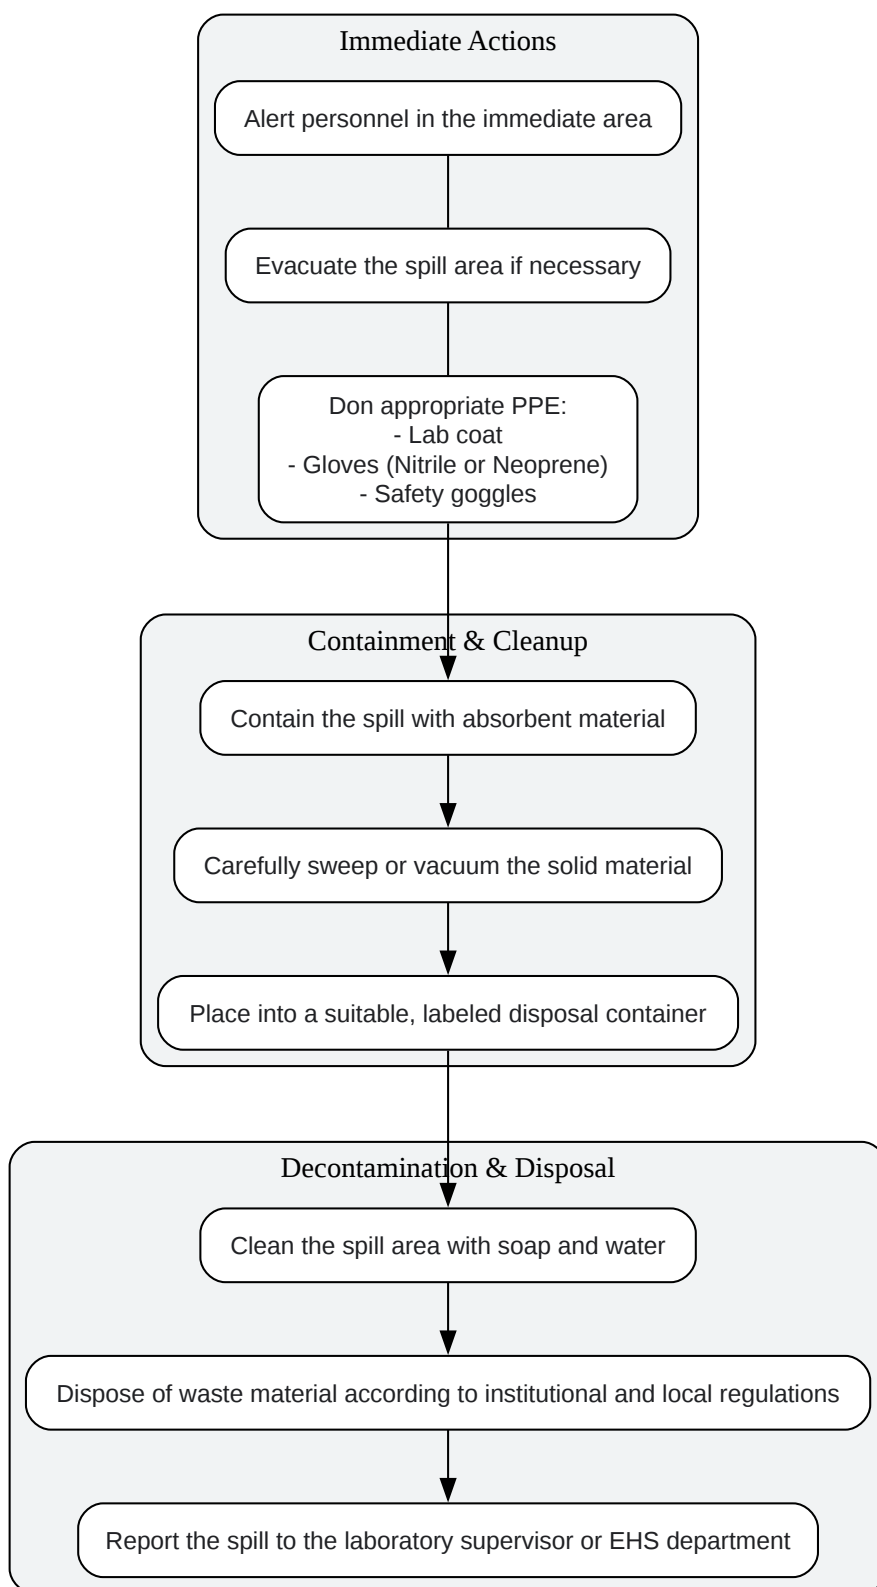 Immediate Actions
Alert personnel in the immediate area
Evacuate the spill area if necessary
Don appropriate PPE:
- Lab coat
- Gloves (Nitrile or Neoprene)
- Safety goggles
Containment & Cleanup
Contain the spill with absorbent material
Carefully sweep or vacuum the solid material
Place into a suitable, labeled disposal container
Decontamination & Disposal
Clean the spill area with soap and water
Dispose of waste material according to institutional and local regulations
Report the spill to the laboratory supervisor or EHS department